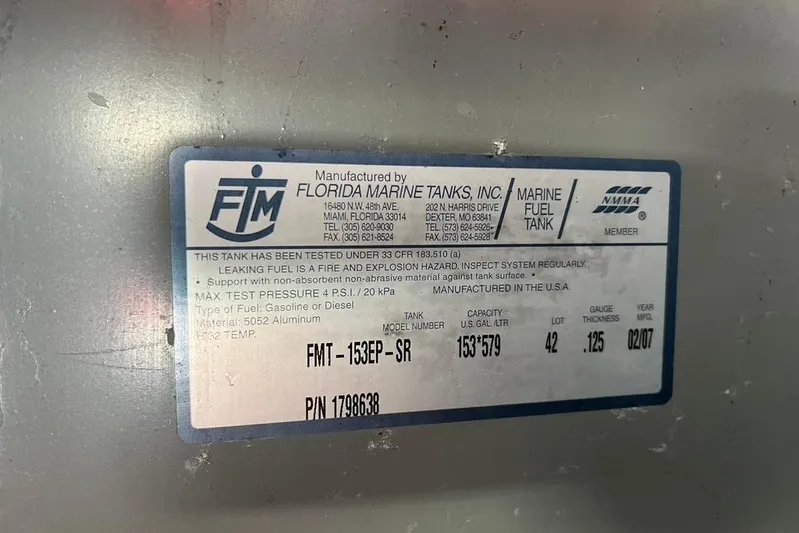 FTM
Manufactured by
FLORIDA MARINE TANKS, INC.
16480 N.W. 48th AVE.
MIAMI, FLORIDA 33014
TEL. (305) 620-9030
FAX. (305) 621-8524
202 N. HARRIS DRIVE
DEXTER, MO 63841
TEL. (573) 624-5926
FAX. (573) 624-5928
MARINE
FUEL
TANK
NMMA
®
MEMBER
THIS TANK HAS BEEN TESTED UNDER 33 CFR 183.510 (a)
LEAKING FUEL IS A FIRE AND EXPLOSION HAZARD. INSPECT SYSTEM REGULARLY.
• Support with non-absorbent non-abrasive material against tank surface. •
MAX. TEST PRESSURE 4 P.S.I. / 20 kPa MANUFACTURED IN THE U.S.A.
Type of Fuel: Gasoline or Diesel
Material: 5052 Aluminum
H32 TEMP.
TANK
MODEL NUMBER
CAPACITY
U.S. GAL./LTR
LOT
GAUGE
THICKNESS
YEAR
MFG.
FMT-153EP-SR 153*579 42 .125 02/07
P/N 1798638